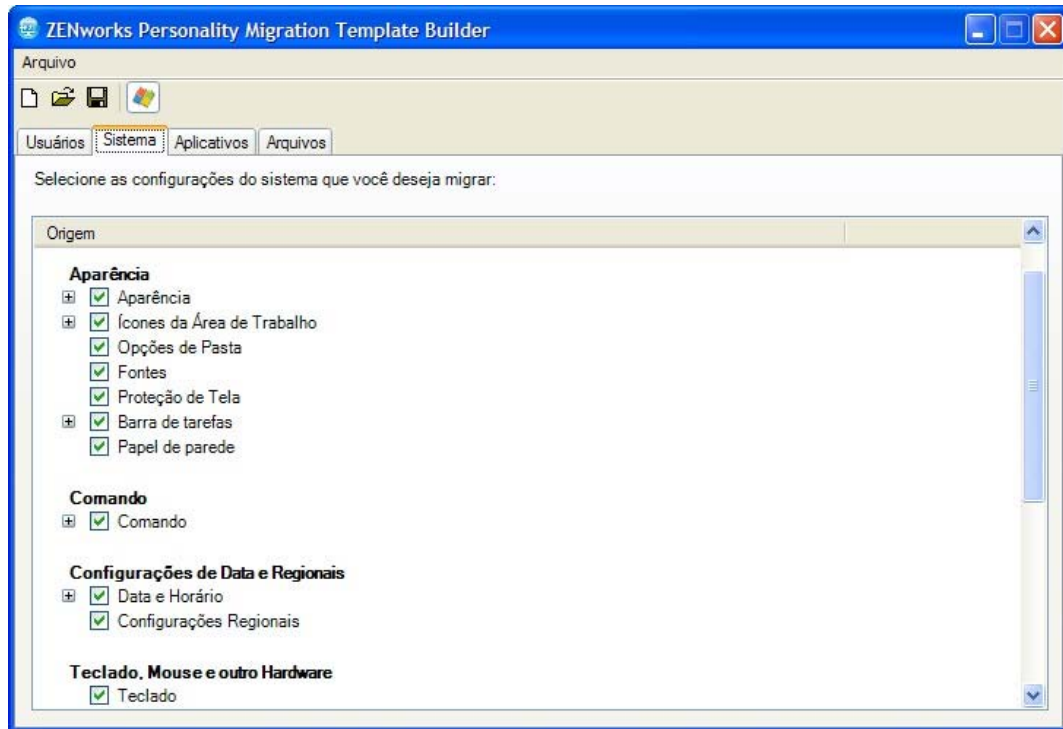 ZENworks Personality Migration Template Builder
Arquivo
Usuários Sistema Aplicativos Arquivos
Selecione as configurações do sistema que você deseja migrar:
Origem
Aparência
Aparência
Ícones da Área de Trabalho
Opções de Pasta
Fontes
Proteção de Tela
Barra de tarefas
Papel de parede
Comando
Comando
Configurações de Data e Regionais
Data e Horário
Configurações Regionais
Teclado, Mouse e outro Hardware
Teclado